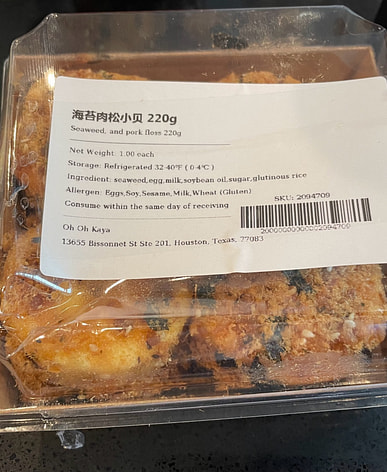 海苔肉松小贝 220g
Seaweed, and pork floss 220g
Net Weight: 1.00 each
Storage: Refrigerated 32-40°F ( 0-4°C )
Ingredient: seaweed,egg,milk,soybean oil,sugar,glutinous rice
Allergen: Eggs,Soy,Sesame,Milk,Wheat (Gluten)
Consume within the same day of receiving
SKU: 2094709
2000000000002094709
Oh Oh Kaya
13655 Bissonnet St Ste 201, Houston, Texas, 77083